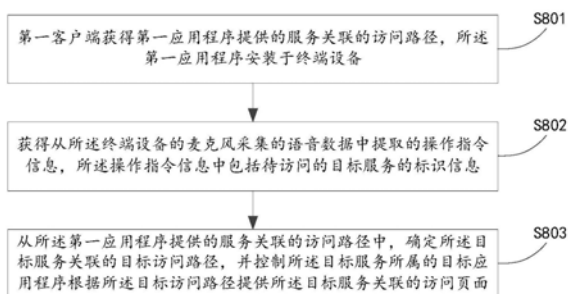 S801
第一客户端获得第一应用程序提供的服务关联的访问路径，所述
第一应用程序安装于终端设备
S802
获得从所述终端设备的麦克风采集的语音数据中提取的操作指令
信息，所述操作指令信息中包括待访问的目标服务的标识信息
S803
从所述第一应用程序提供的服务关联的访问路径中，确定所述目
标服务关联的目标访问路径，并控制所述目标服务所属的目标应
用程序根据所述目标访问路径提供所述目标服务关联的访问页面